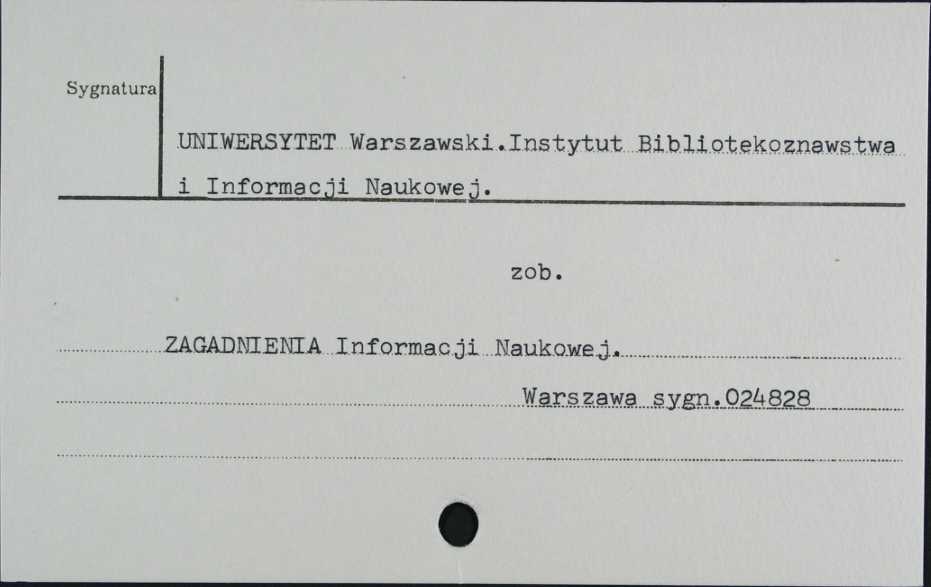 Sygnatura
UNIWERSYTET Warszawski.Instytut Bibliotekoznawstwa
i Informacji Naukowej.
zob.
ZAGADNIENIA Informacji Naukowej.
Warszawa sygn.024828